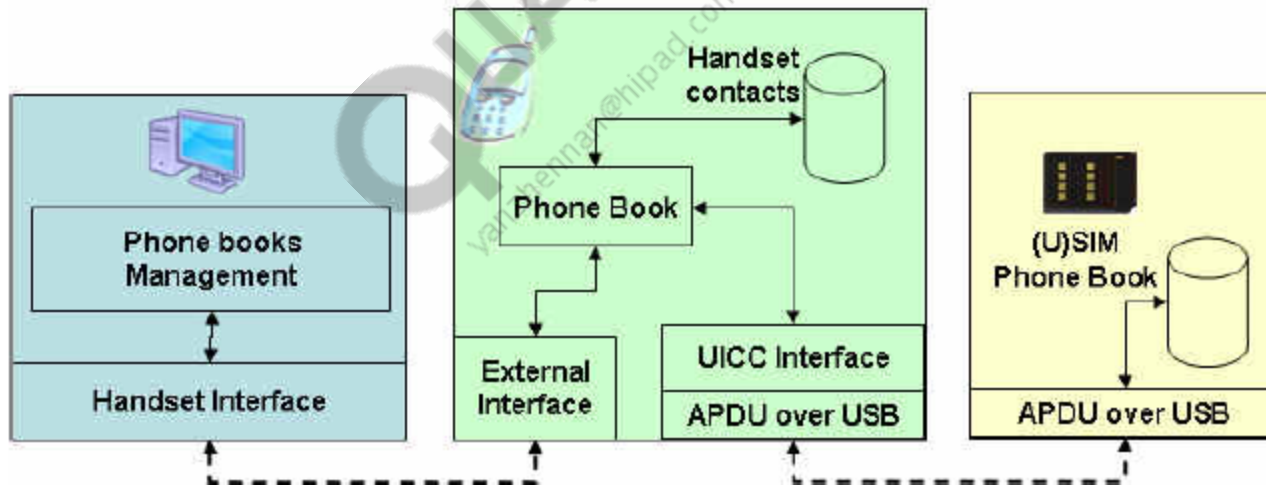 Phone books
Management
Handset Interface
Handset
contacts
Phone Book
External
Interface
UICC Interface
APDU over USB
(U)SIM
Phone Book
APDU over USB